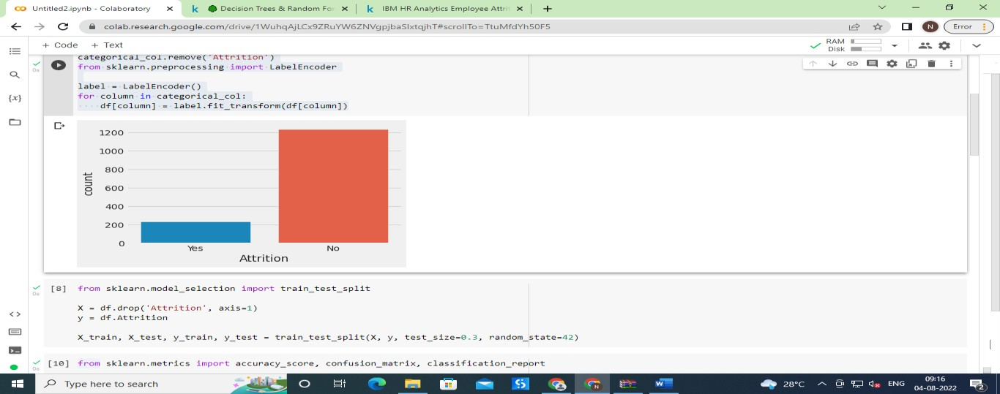 Untitled2.ipynb - Colaboratory
Decision Trees & Random Fo
IBM HR Analytics Employee Attri
colab.research.google.com/drive/1WuhqAjLCx9ZRuYW6ZNVgpjbaSlxtqjhT#scrollTo=TtuMfdYh50F5
N
Error
+ Code + Text
RAM
Disk
categorical_col.remove('Attrition')
from sklearn.preprocessing import LabelEncoder
label = LabelEncoder()
for column in categorical_col:
df[column] = label.fit_transform(df[column])
0s
{x}
1200
1000
800
600
400
200
0
count
Yes
No
Attrition
[8] from sklearn.model_selection import train_test_split
0s
X = df.drop('Attrition', axis=1)
y = df.Attrition
X_train, X_test, y_train, y_test = train_test_split(X, y, test_size=0.3, random_state=42)
[10] from sklearn.metrics import accuracy_score, confusion_matrix, classification_report
0s
Type here to search
28°C
ENG
09:16
04-08-2022
2